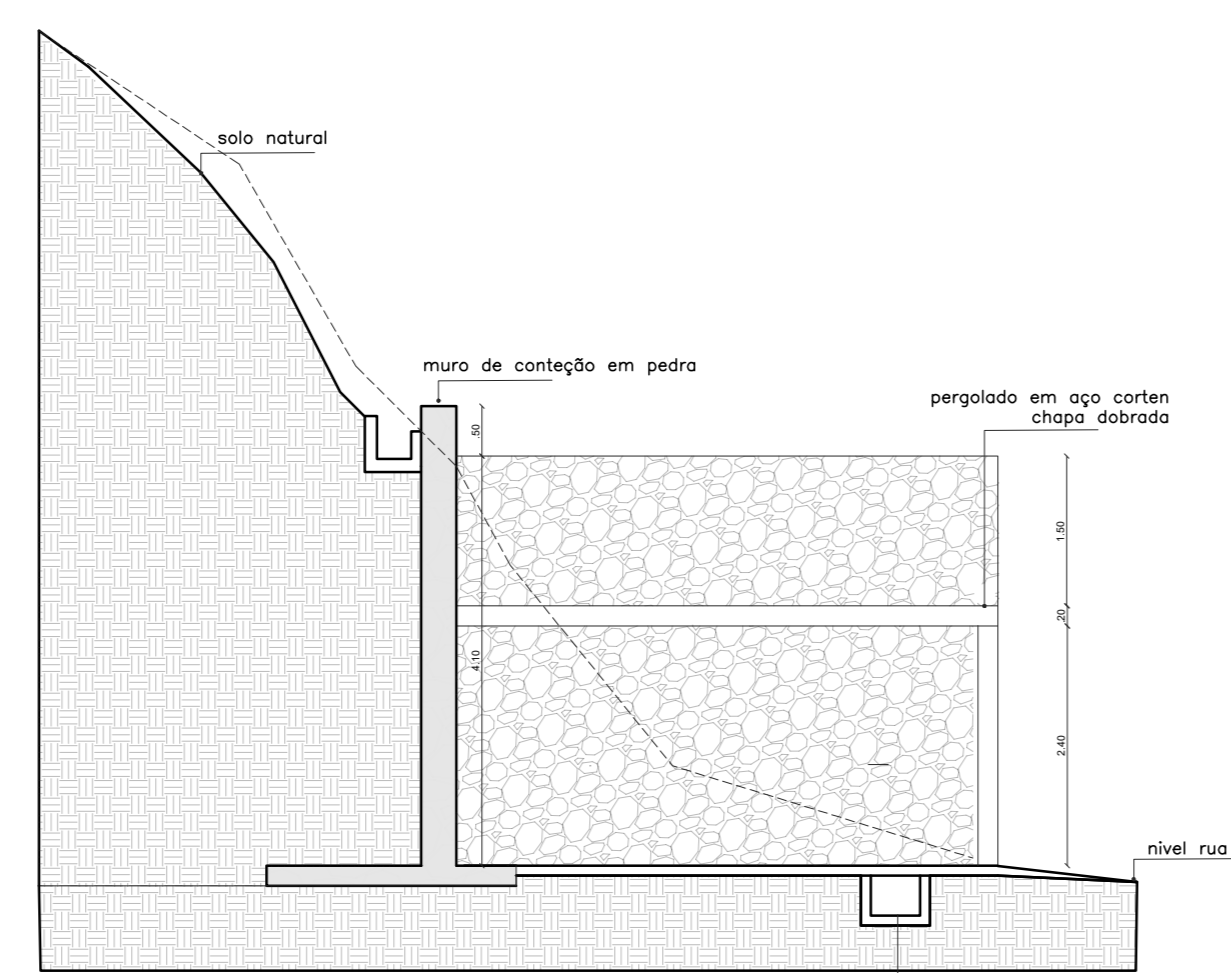 solo natural
muro de conteção em pedra
pergolado em aço corten
chapa dobrada
.50
1.50
.20
4.10
2.40
nivel rua